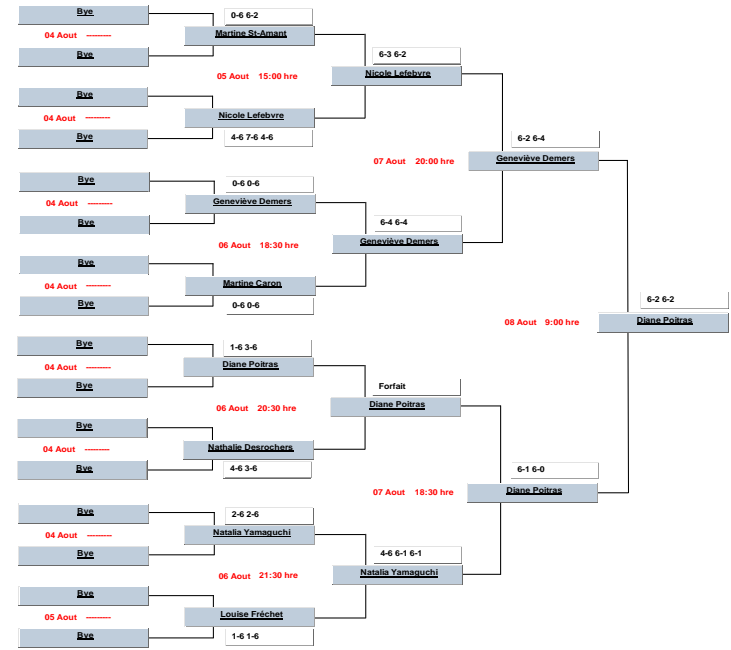 Bye
0-6 6-2
04 Aout ---------
Martine St-Amant
Bye
6-3 6-2
05 Aout 15:00 hre
Nicole Lefebvre
Bye
04 Aout ---------
Nicole Lefebvre
Bye
4-6 7-6 4-6
6-2 6-4
07 Aout 20:00 hre
Geneviève Demers
Bye
0-6 0-6
04 Aout ---------
Geneviève Demers
Bye
6-4 6-4
06 Aout 18:30 hre
Geneviève Demers
Bye
04 Aout ---------
Martine Caron
Bye
0-6 0-6
6-2 6-2
08 Aout 9:00 hre
Diane Poitras
Bye
1-6 3-6
04 Aout ---------
Diane Poitras
Bye
Forfait
06 Aout 20:30 hre
Diane Poitras
Bye
04 Aout ---------
Nathalie Desrochers
Bye
4-6 3-6
6-1 6-0
07 Aout 18:30 hre
Diane Poitras
Bye
2-6 2-6
04 Aout ---------
Natalia Yamaguchi
Bye
4-6 6-1 6-1
06 Aout 21:30 hre
Natalia Yamaguchi
Bye
05 Aout ---------
Louise Fréchet
Bye
1-6 1-6